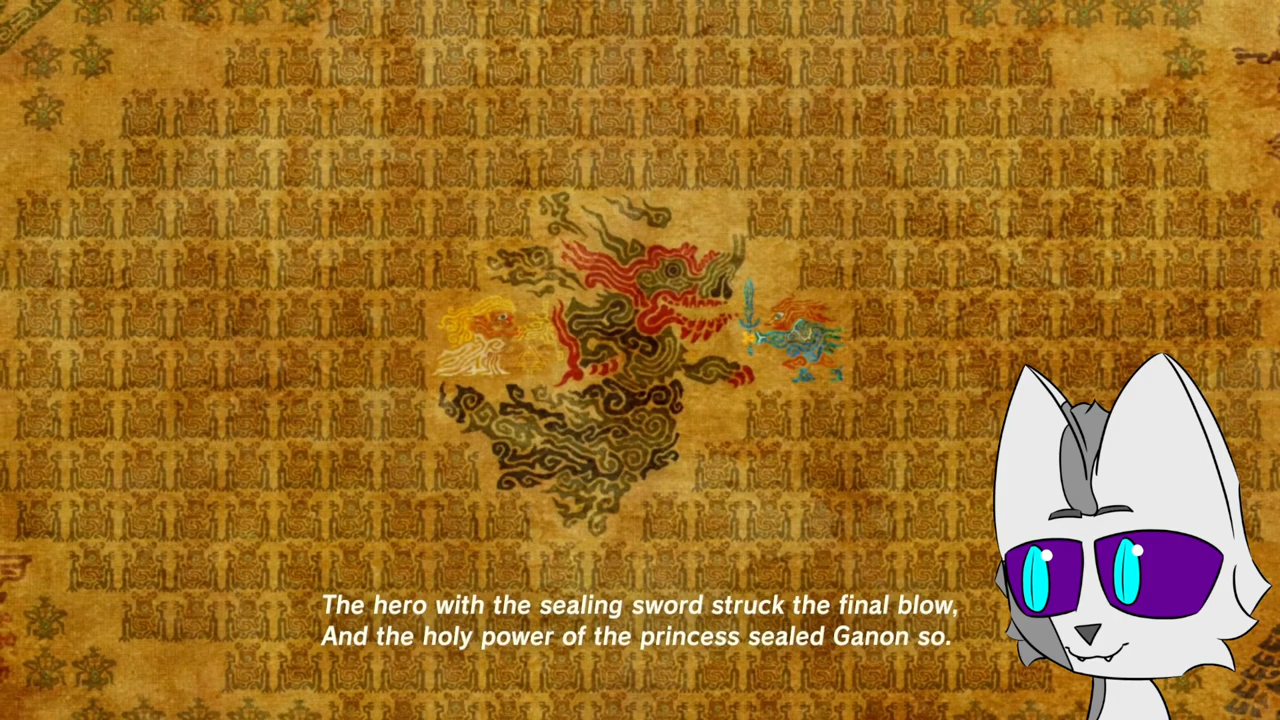 The hero with the sealing sword struck the final blow,
And the holy power of the princess sealed Ganon so.